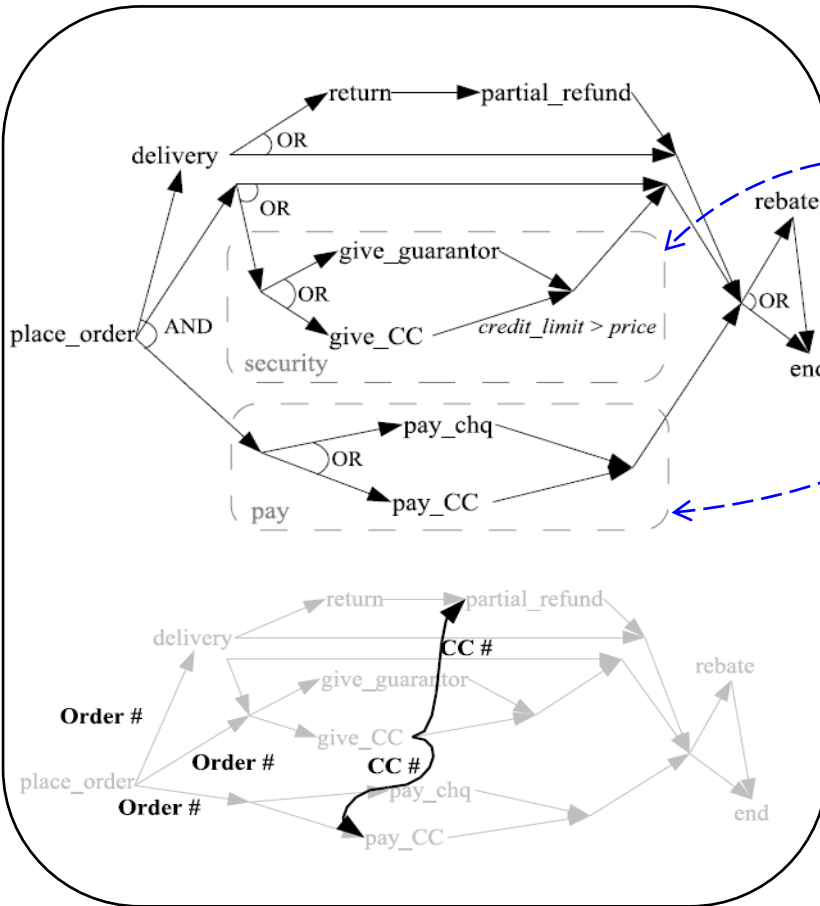 return
partial_refund
OR
delivery
OR
rebate
give_guarantor
OR
OR
place_order
AND
give_CC
credit_limit > price
security
end
pay_chq
OR
pay_CC
pay
return
partial_refund
delivery
CC #
rebate
give_guarantor
Order #
give_CC
Order #
CC #
place_order
pay_chq
Order #
end
pay_CC